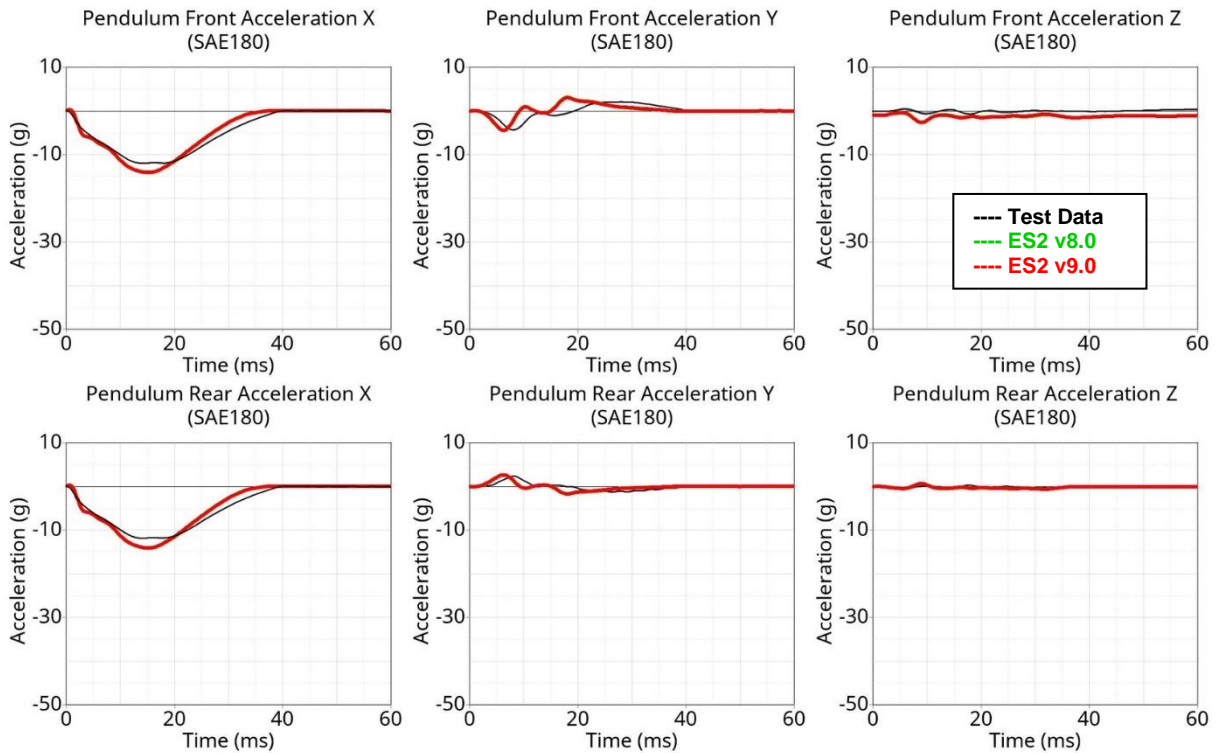 Pendulum Front Acceleration X
(SAE180)
10
-10
-30
-50
Acceleration (g)
0
20
40
60
Time (ms)
Pendulum Front Acceleration Y
(SAE180)
10
-10
-30
-50
Acceleration (g)
0
20
40
60
Time (ms)
Pendulum Front Acceleration Z
(SAE180)
10
-10
-30
-50
Acceleration (g)
---- Test Data
---- ES2 v8.0
---- ES2 v9.0
0
20
40
60
Time (ms)
Pendulum Rear Acceleration X
(SAE180)
10
-10
-30
-50
Acceleration (g)
0
20
40
60
Time (ms)
Pendulum Rear Acceleration Y
(SAE180)
10
-10
-30
-50
Acceleration (g)
0
20
40
60
Time (ms)
Pendulum Rear Acceleration Z
(SAE180)
10
-10
-30
-50
Acceleration (g)
0
20
40
60
Time (ms)